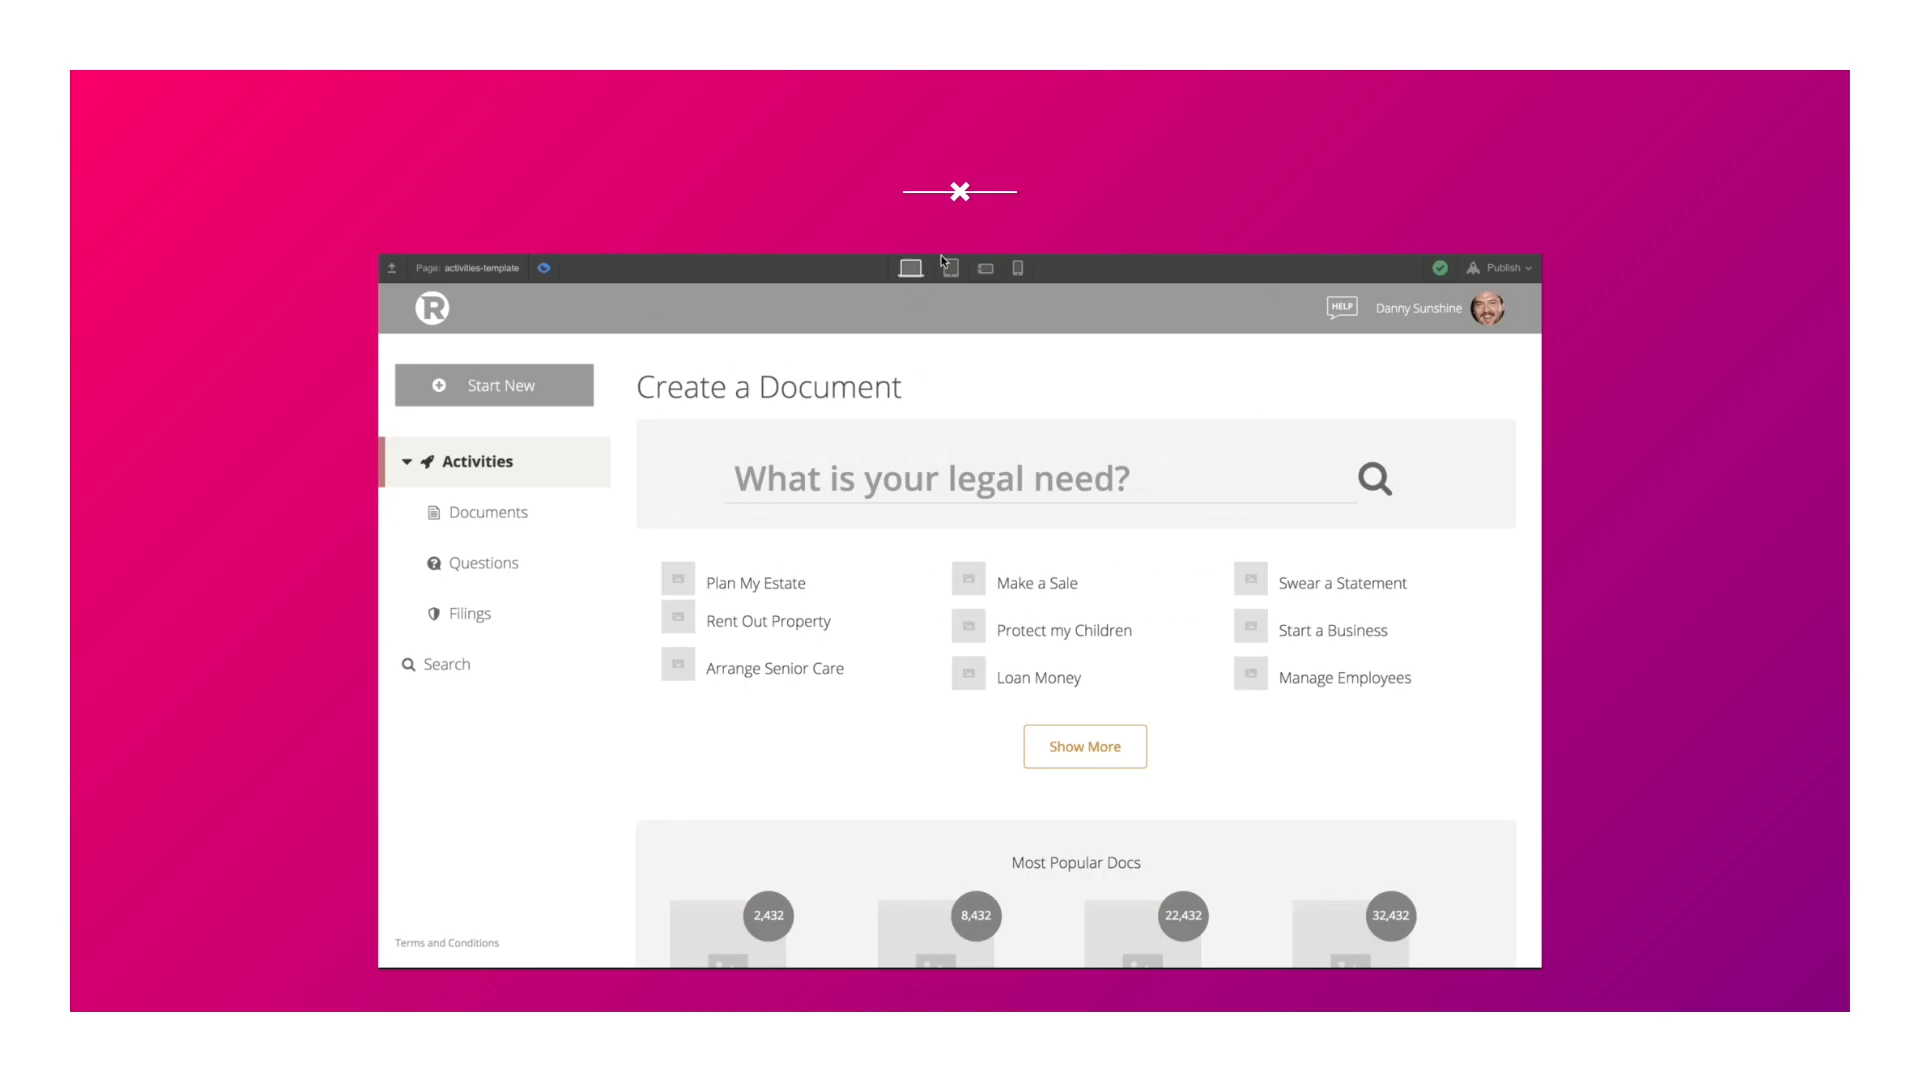 Page: activities-template
Publish
R
HELP
Danny Sunshine
Start New
Create a Document
Activities
What is your legal need?
Documents
Questions
Filings
Search
Plan My Estate
Make a Sale
Swear a Statement
Rent Out Property
Protect my Children
Start a Business
Arrange Senior Care
Loan Money
Manage Employees
Show More
Most Popular Docs
2,432
8,432
22,432
32,432
Terms and Conditions